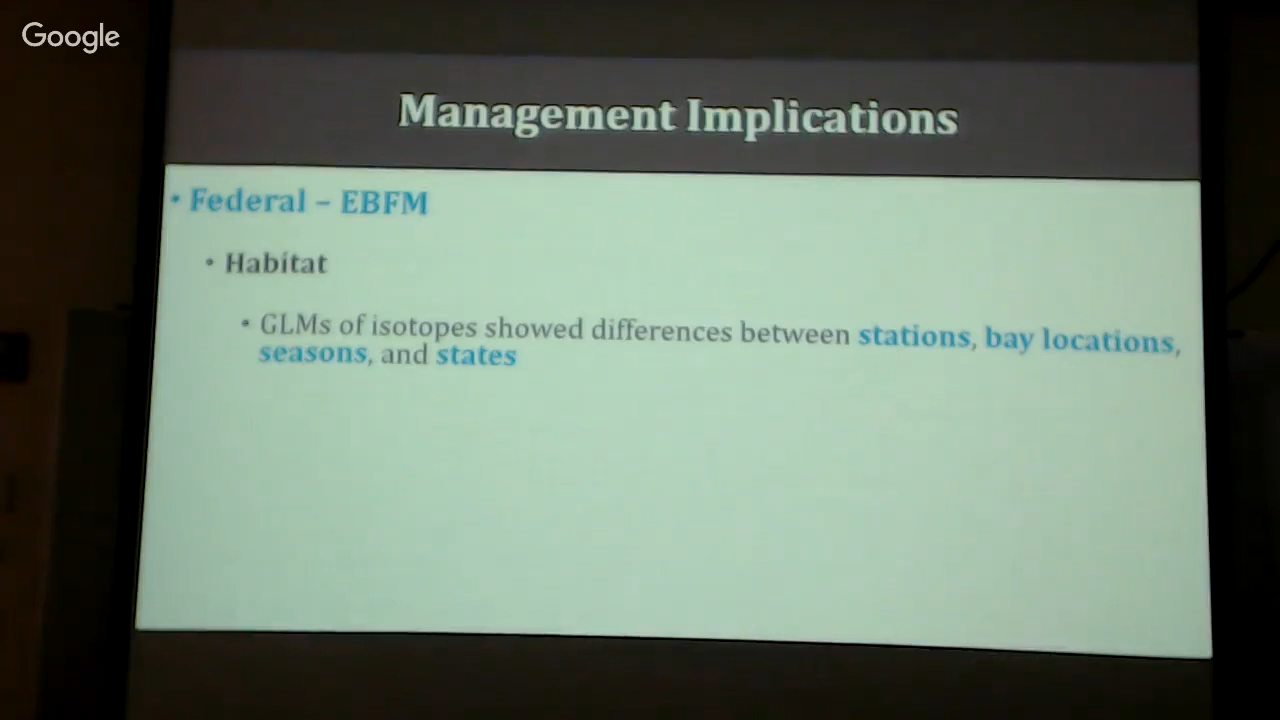 Google
Management Implications
• Federal – EBFM
• Habitat
• GLMs of isotopes showed differences between stations, bay locations,
seasons, and states